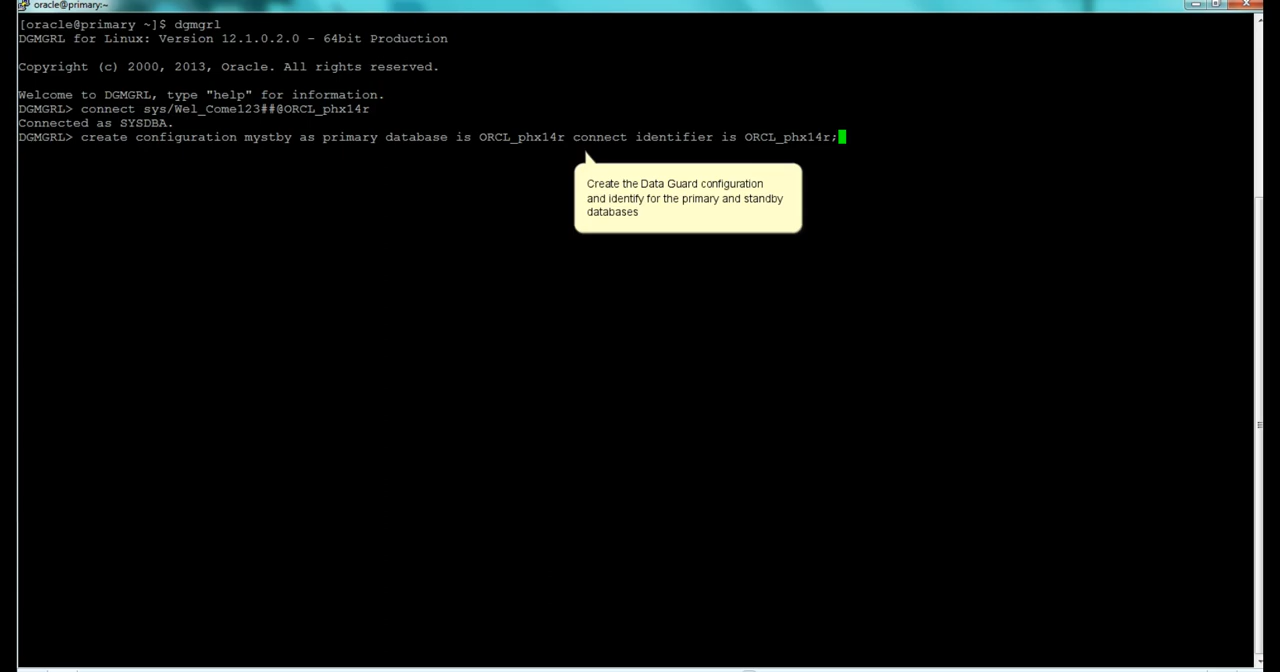 oracle@primary:~
[oracle@primary ~]$ dgmgrl
DGMGRL for Linux: Version 12.1.0.2.0 - 64bit Production
Copyright (c) 2000, 2013, Oracle. All rights reserved.
Welcome to DGMGRL, type "help" for information.
DGMGRL> connect sys/Wel_Come123##@ORCL_phx14r
Connected as SYSDBA.
DGMGRL> create configuration mystby as primary database is ORCL_phx14r connect identifier is ORCL_phx14r;
Create the Data Guard configuration
and identify for the primary and standby
databases